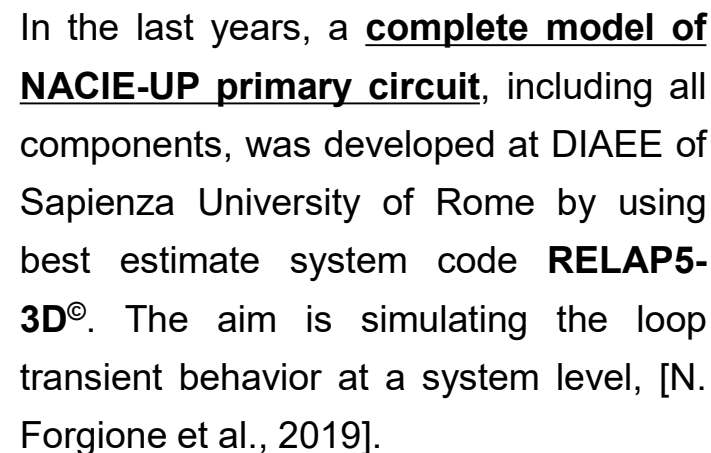 In the last years, a complete model of
NACIE-UP primary circuit, including all
components, was developed at DIAEE of
Sapienza University of Rome by using
best estimate system code RELAP5-
3D©. The aim is simulating the loop
transient behavior at a system level, [N.
Forgione et al., 2019].